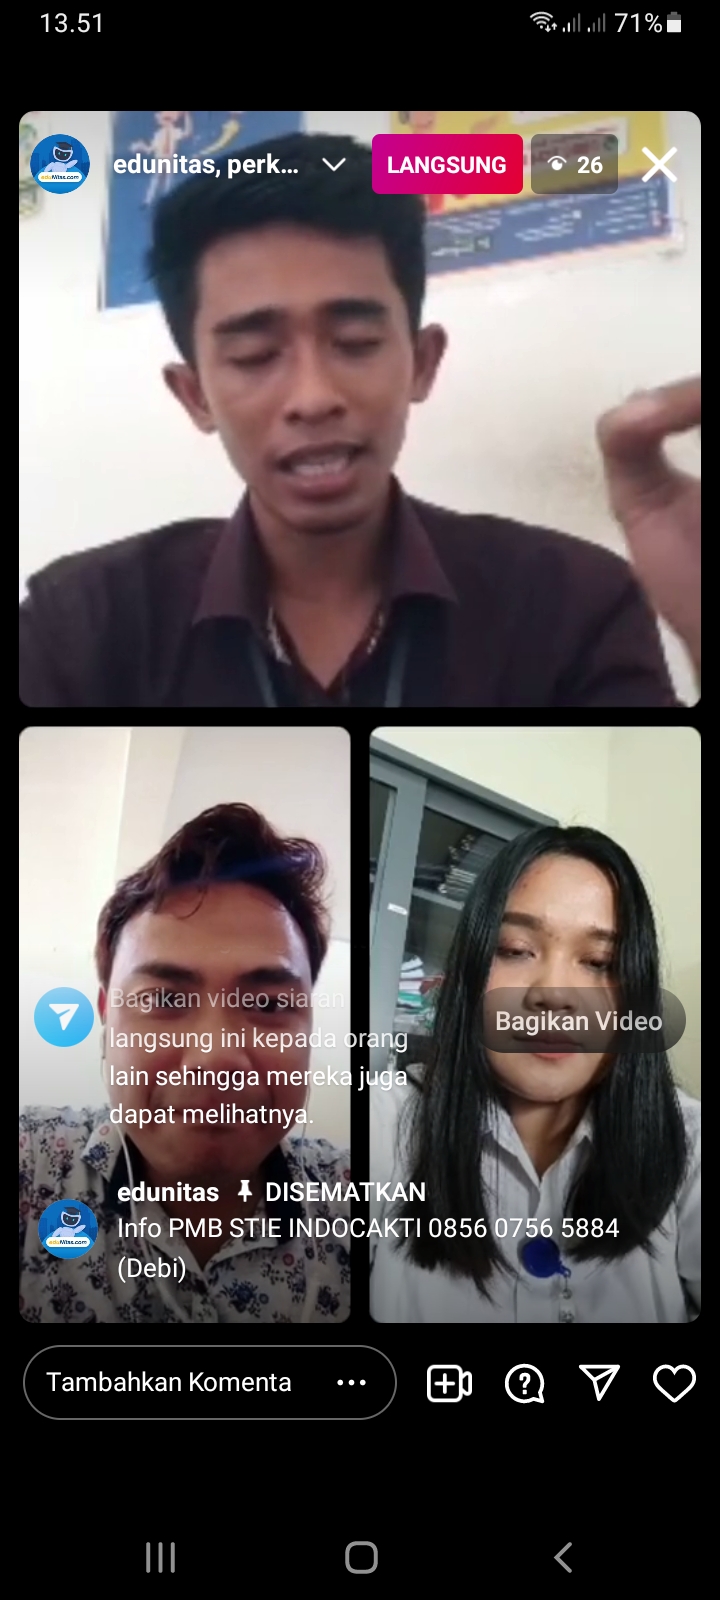 13.51
71%
edunitas, perk...
LANGSUNG
26
Bagikan video siaran
langsung ini kepada orang
lain sehingga mereka juga
dapat melihatnya.
Bagikan Video
edunitas DISEMATKAN
Info PMB STIE INDOCAKTI 0856 0756 5884
(Debi)
Tambahkan Komenta